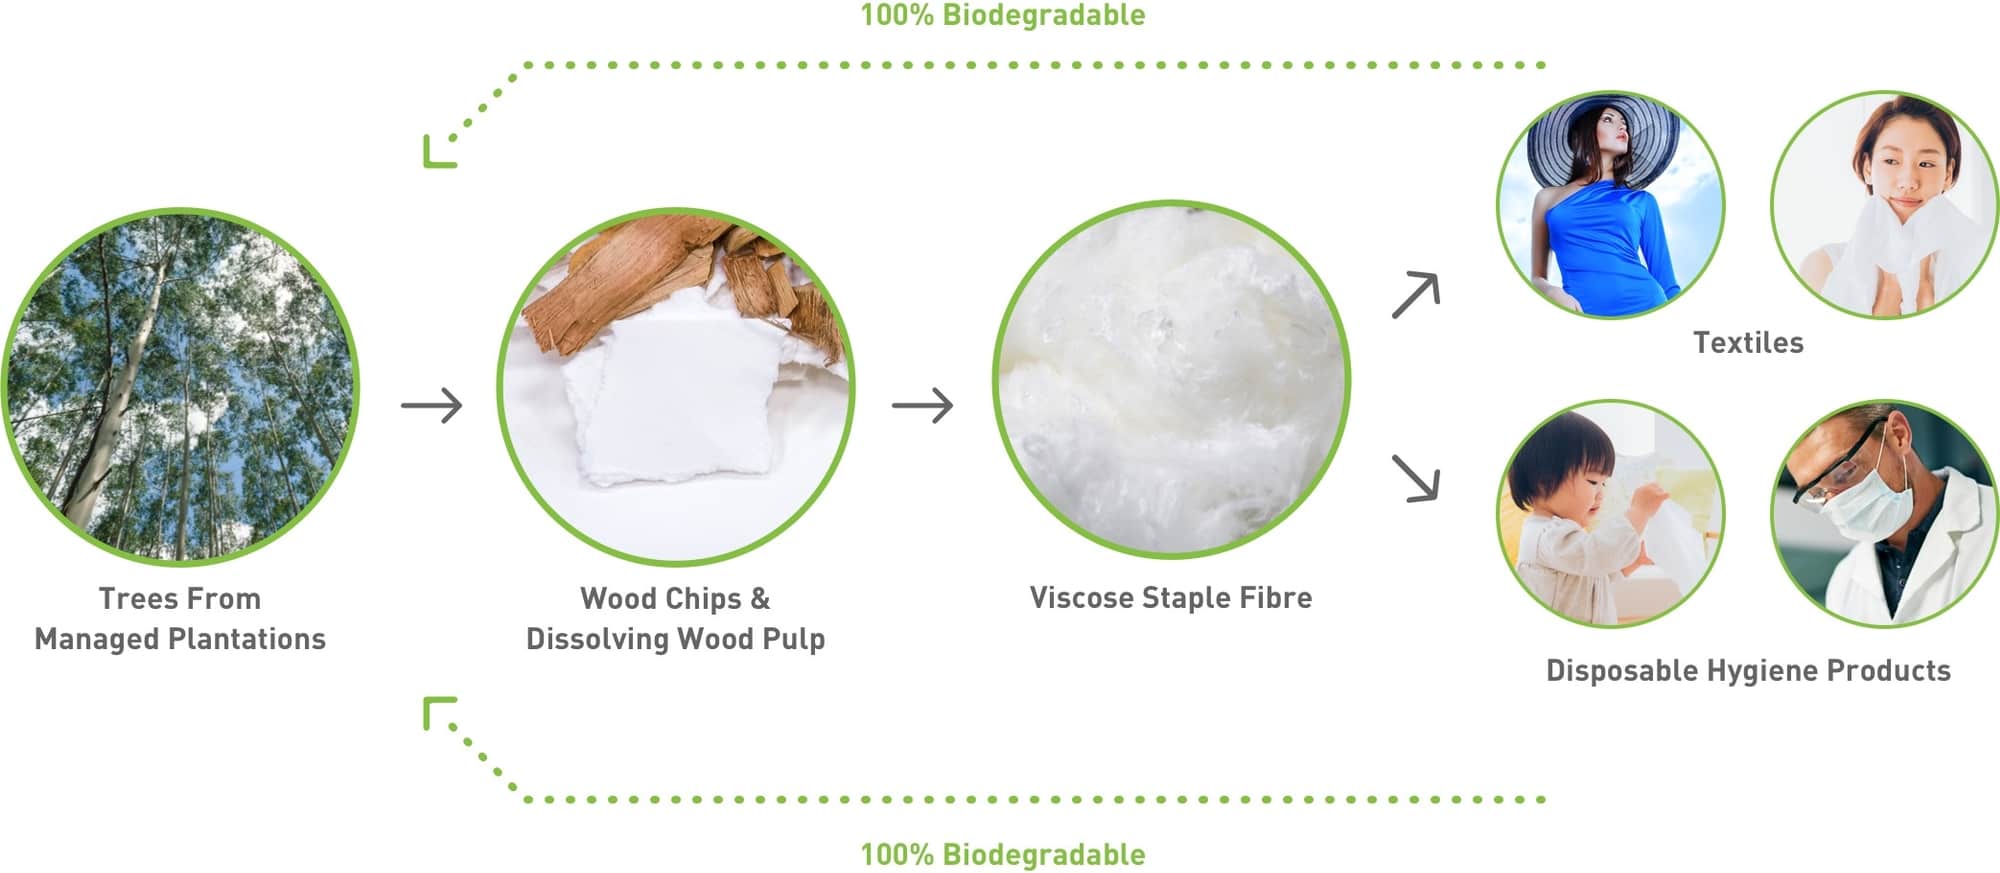 100% Biodegradable
Trees From
Managed Plantations
Wood Chips &
Dissolving Wood Pulp
Viscose Staple Fibre
Textiles
Disposable Hygiene Products
100% Biodegradable